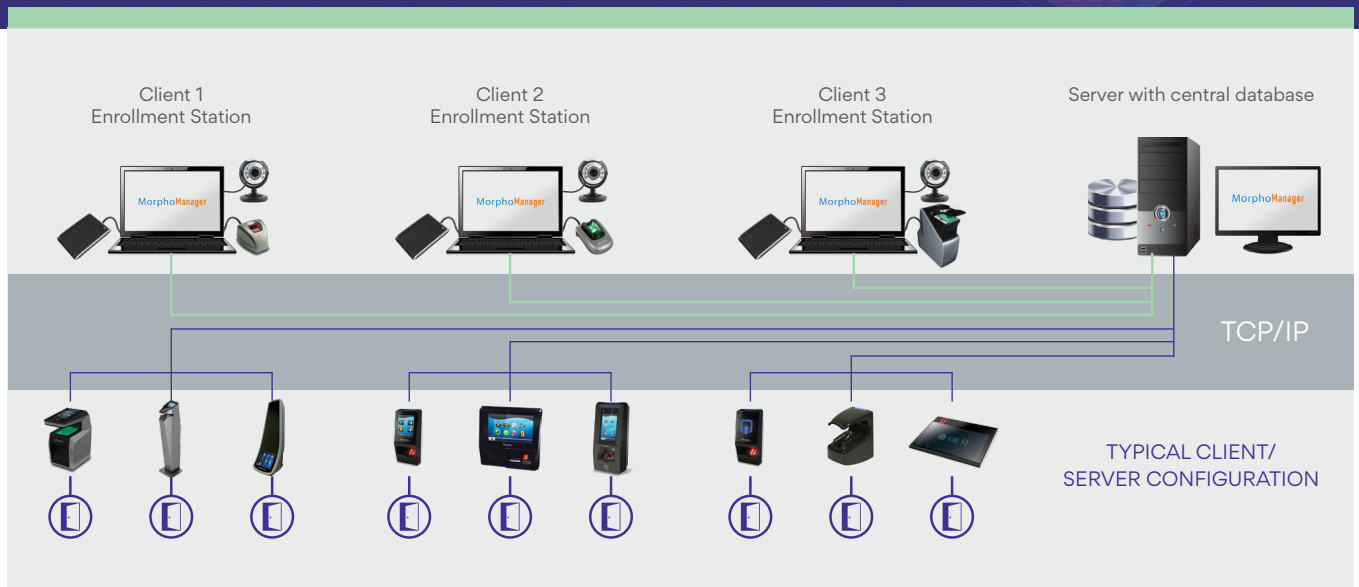 Client 1
Enrollment Station
Client 2
Enrollment Station
Client 3
Enrollment Station
Server with central database
MorphoManager
MorphoManager
MorphoManager
MorphoManager
TCP/IP
TYPICAL CLIENT/
SERVER CONFIGURATION